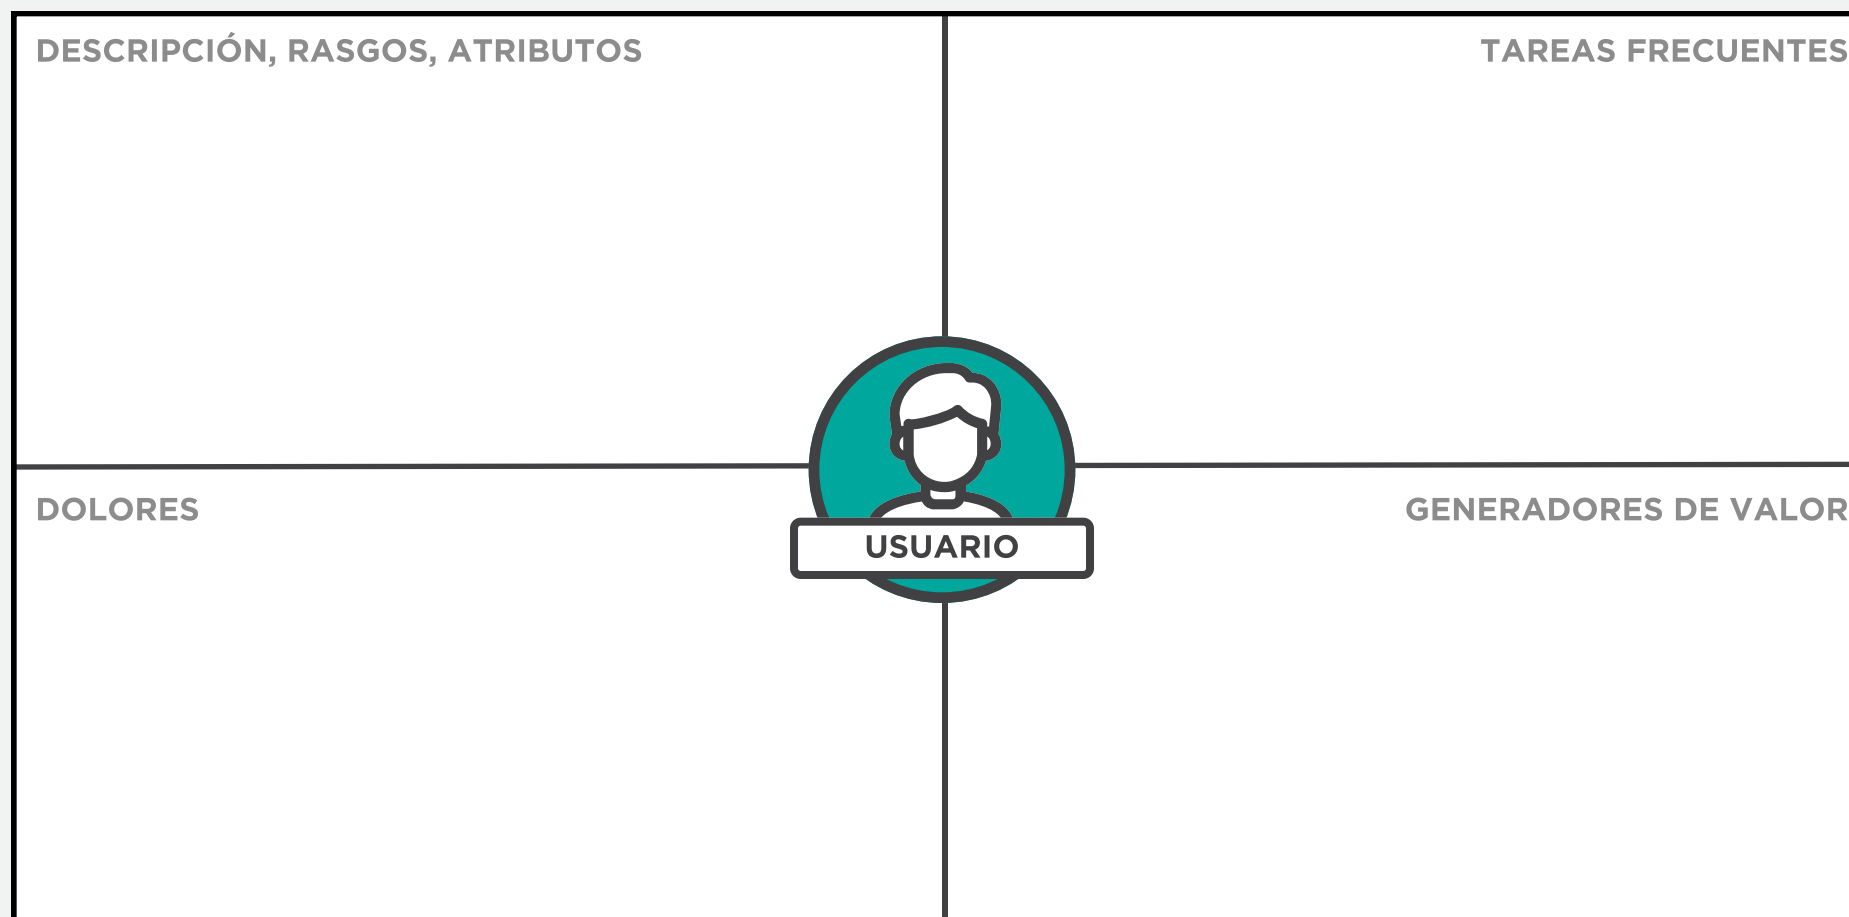 DESCRIPCIÓN, RASGOS, ATRIBUTOS
TAREAS FRECUENTES
DOLORES
GENERADORES DE VALOR
USUARIO